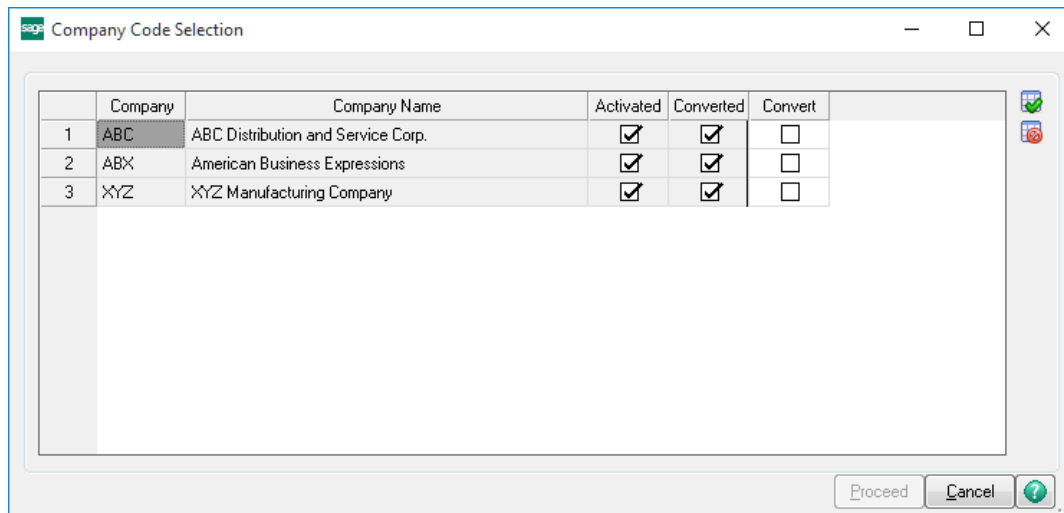 sage Company Code Selection
Company Company Name Activated Converted Convert
1 ABC ABC Distribution and Service Corp.
2 ABX American Business Expressions
3 XYZ XYZ Manufacturing Company
Proceed Cancel ?